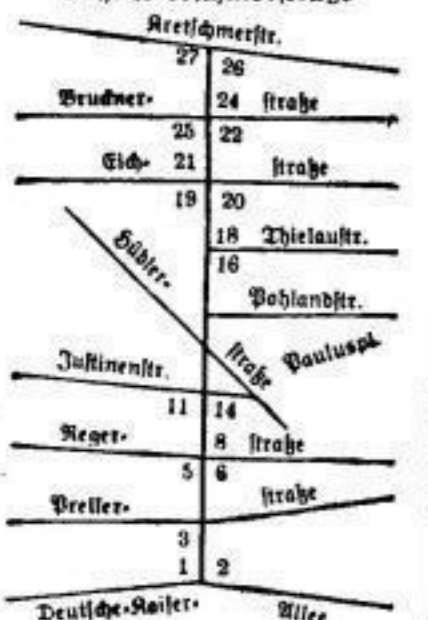 Kretschmerstr.
27 26
Bruckner- 24 straße
25 22
Eich- 21 straße
19 20
18 Thielaustr.
16
Hübler-
Pohlandstr.
straße Pauluspl.
Justinenstr.
11 14
Reger- 8 straße
5 6
Preller- straße
3
1 2
Deutsche-Kaiser- Allee